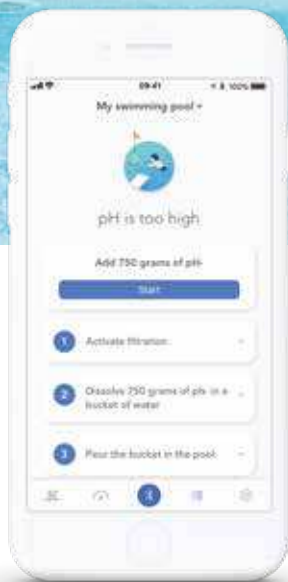 09:41
100%
My swimming pool
pH is too high
Add 750 grams of pH-
Start
1 Activate filtration
2 Dissolve 750 grams of pH- in a
bucket of water
3 Pour the bucket in the pool